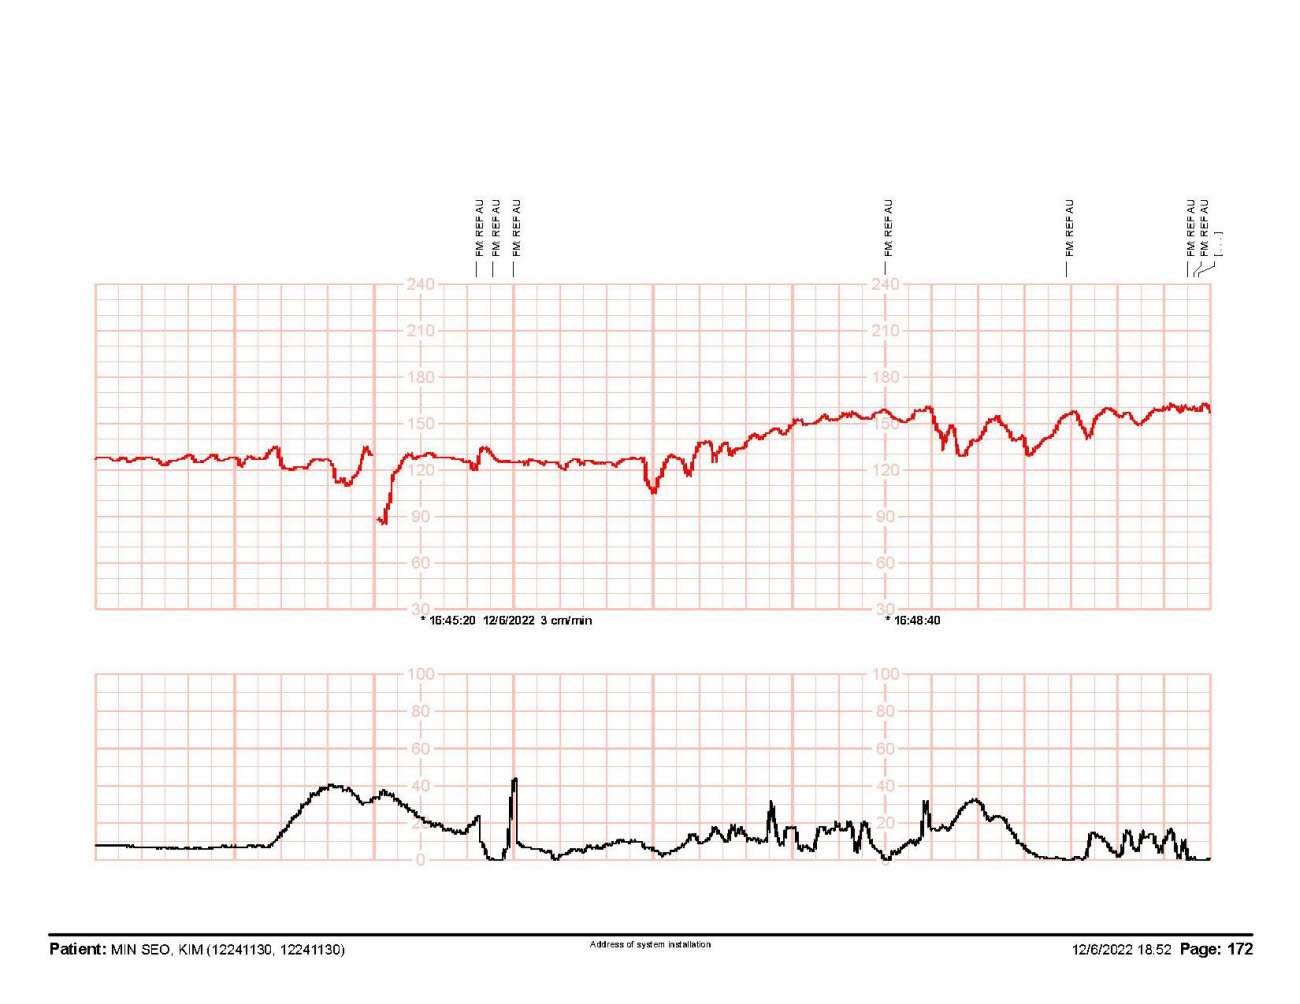 FM: REF AU
FM: REF AU
FM: REF AU
FM: REF AU
FM: REF AU
FM: REF AU
FM: REF AU
[ . . . ]
240 240
210 210
180 180
150 150
120 120
90 90
60 60
30 30
* 16:45:20 12/6/2022 3 cm/min * 16:48:40
100 100
80 80
60 60
40 40
20 20
0 0
Patient: MIN SEO, KIM (12241130, 12241130) Address of system installation 12/6/2022 18:52 Page: 172